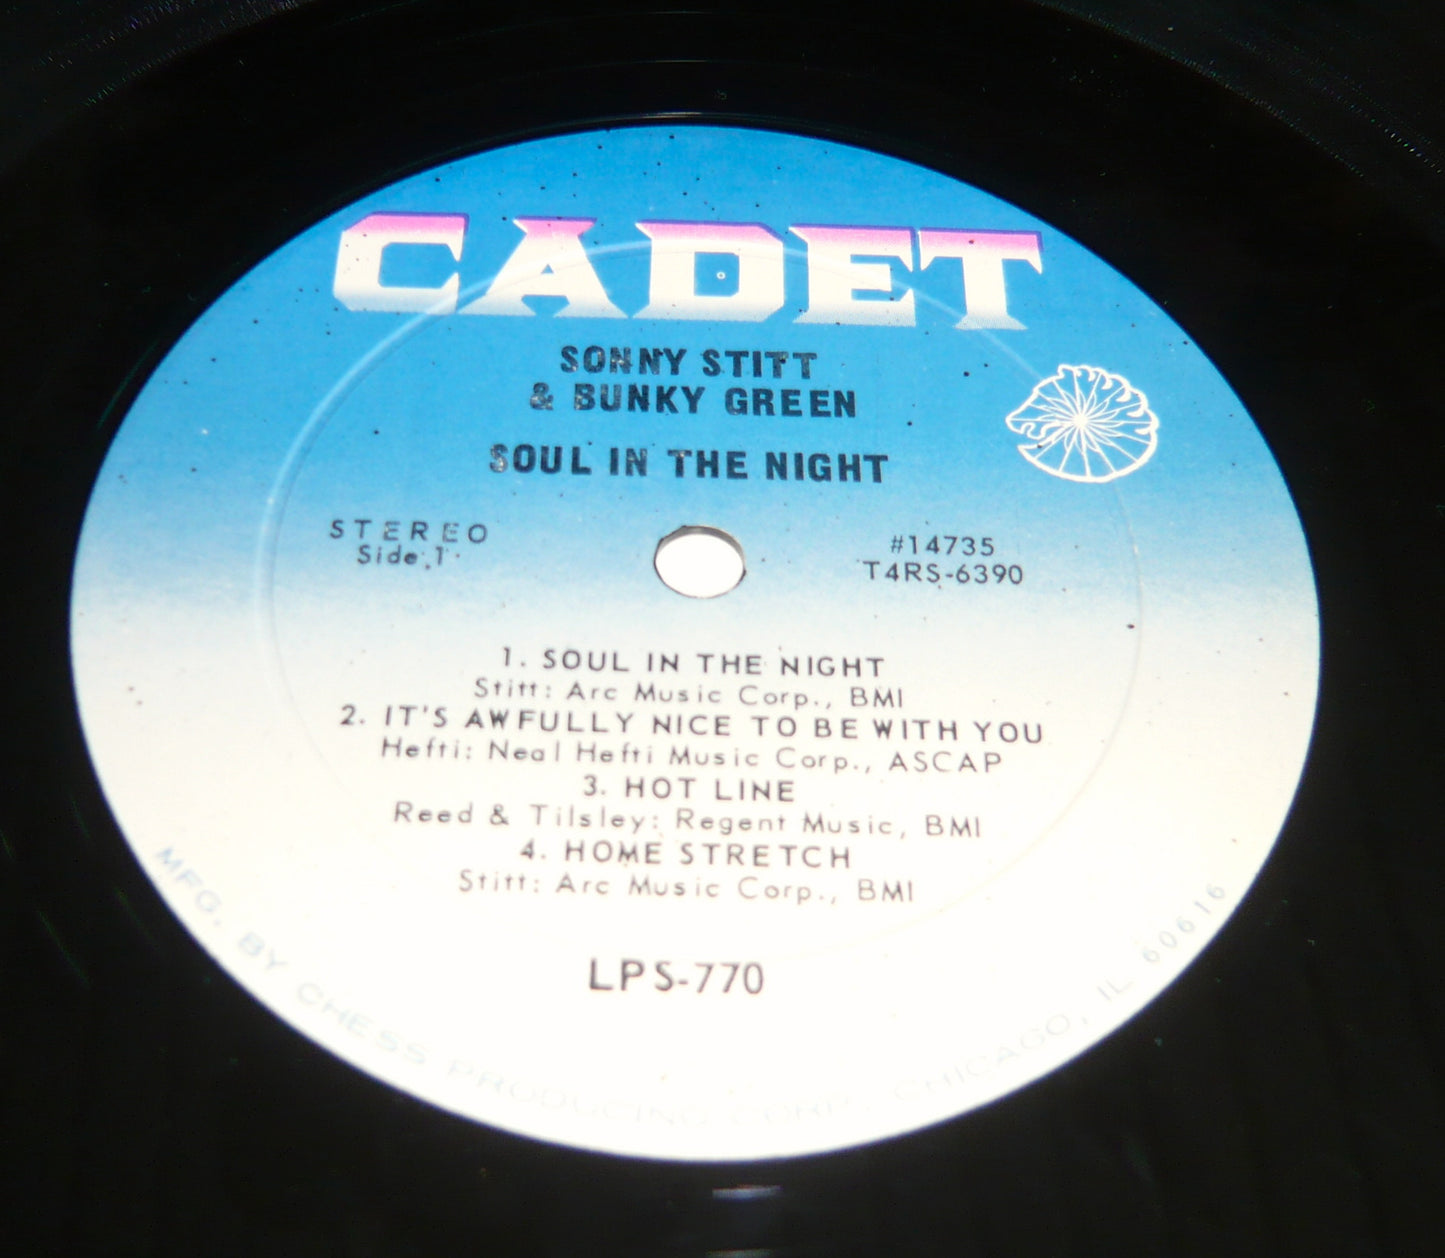 CADET
SONNY STITT
& BUNKY GREEN
SOUL IN THE NIGHT
STEREO
Side 1
#14735
T4RS-6390
1. SOUL IN THE NIGHT
Stitt: Arc Music Corp., BMI
2. IT'S AWFULLY NICE TO BE WITH YOU
Hefti: Neal Hefti Music Corp., ASCAP
3. HOT LINE
Reed & Tilsley: Regent Music, BMI
4. HOME STRETCH
Stitt: Arc Music Corp., BMI
LPS-770
MFG. BY CHESS PRODUCING CORP., CHICAGO, IL 60616